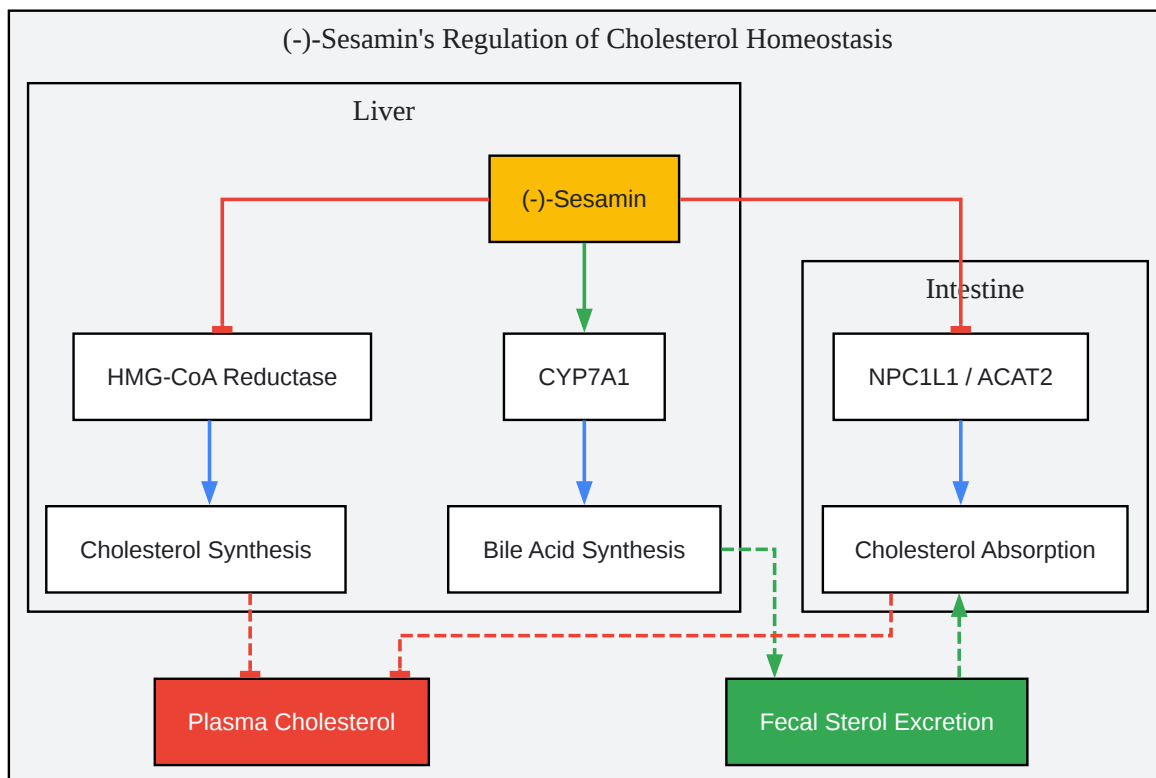 (-)-Sesamin's Regulation of Cholesterol Homeostasis
Liver
(-)-Sesamin
Intestine
HMG-CoA Reductase
CYP7A1
NPC1L1 / ACAT2
Cholesterol Synthesis
Bile Acid Synthesis
Cholesterol Absorption
Plasma Cholesterol
Fecal Sterol Excretion